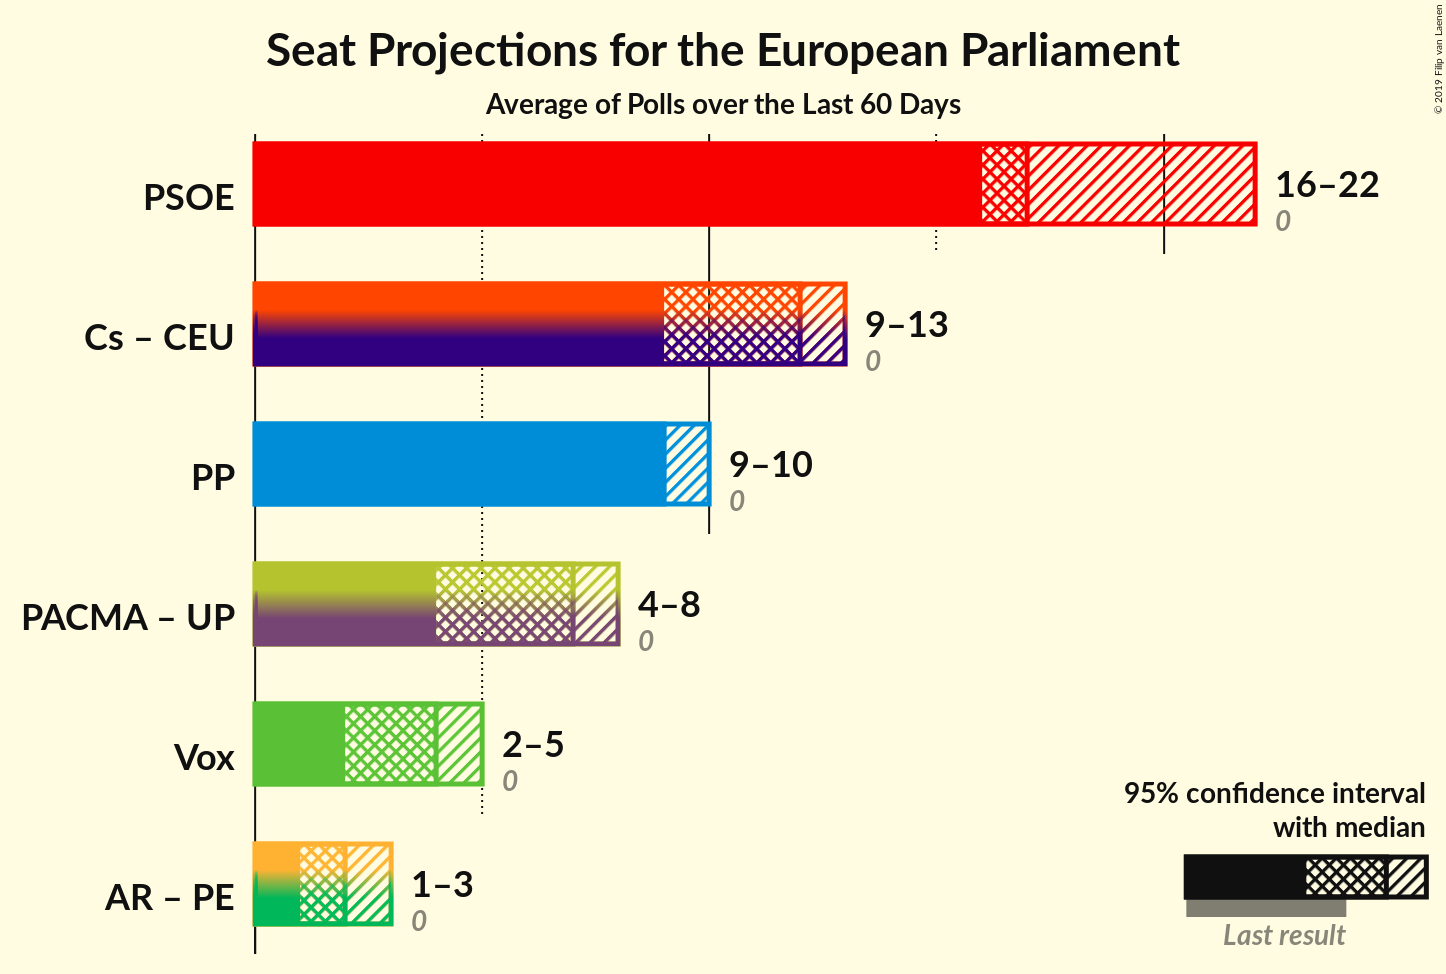 Seat Projections for the European Parliament
Average of Polls over the Last 60 Days
© 2019 Filip van Laenen
PSOE
16–22
0
Cs – CEU
9–13
0
PP
9–10
0
PACMA – UP
4–8
0
Vox
2–5
0
AR – PE
1–3
0
95% confidence interval
with median
Last result